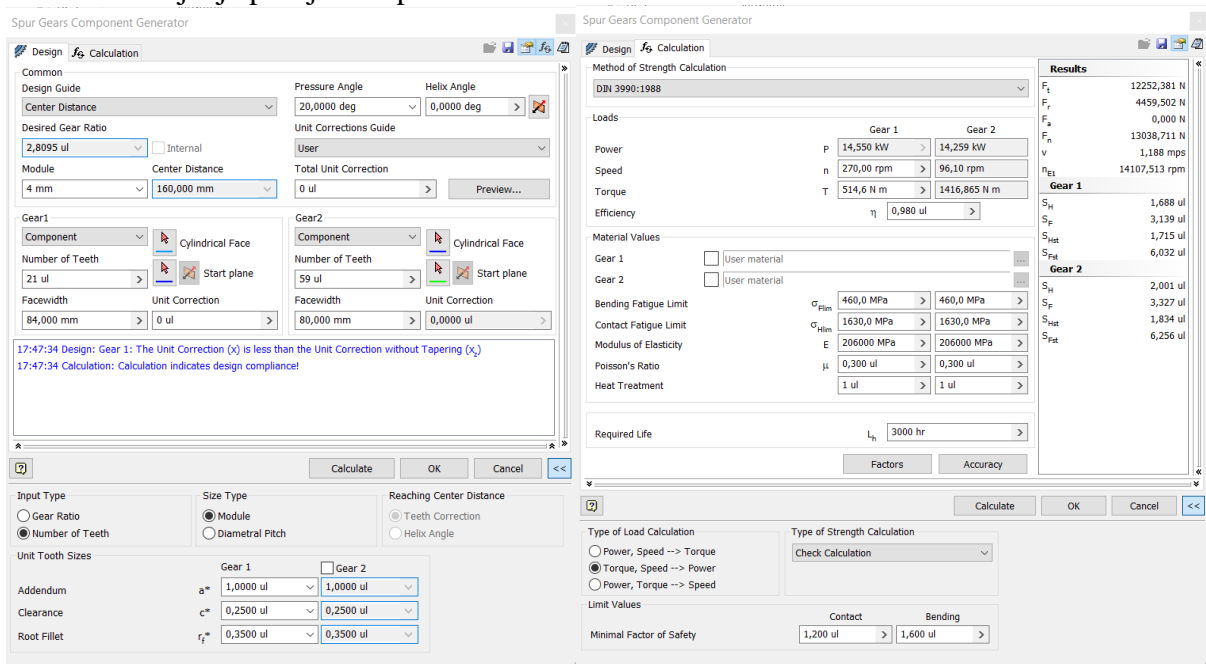 Spur Gears Component Generator
Design fG Calculation
Common
Design Guide
Center Distance
Pressure Angle Helix Angle
20,0000 deg 0,0000 deg
Desired Gear Ratio
2,8095 ul Internal
Unit Corrections Guide
User
Module Center Distance Total Unit Correction
4 mm 160,000 mm 0 ul Preview...
Gear1
Component
Cylindrical Face
Number of Teeth
Start plane
21 ul
Facewidth Unit Correction
84,000 mm 0 ul
Gear2
Component
Cylindrical Face
Number of Teeth
Start plane
59 ul
Facewidth Unit Correction
80,000 mm 0,0000 ul
17:47:34 Design: Gear 1: The Unit Correction (x) is less than the Unit Correction without Tapering (xz)
17:47:34 Calculation: Calculation indicates design compliance!
Calculate OK Cancel <<
Input Type
Gear Ratio
Number of Teeth
Size Type
Module
Diametral Pitch
Reaching Center Distance
Teeth Correction
Helix Angle
Unit Tooth Sizes
Gear 1 Gear 2
Addendum a* 1,0000 ul 1,0000 ul
Clearance c* 0,2500 ul 0,2500 ul
Root Fillet rf* 0,3500 ul 0,3500 ul
Spur Gears Component Generator
Design fG Calculation
Method of Strength Calculation
DIN 3990:1988
Loads
Gear 1 Gear 2
Power P 14,550 kW 14,259 kW
Speed n 270,00 rpm 96,10 rpm
Torque T 514,6 N m 1416,865 N m
Efficiency η 0,980 ul
Material Values
Gear 1 User material ...
Gear 2 User material ...
Bending Fatigue Limit σFlim 460,0 MPa 460,0 MPa
Contact Fatigue Limit σHlim 1630,0 MPa 1630,0 MPa
Modulus of Elasticity E 206000 MPa 206000 MPa
Poisson's Ratio μ 0,300 ul 0,300 ul
Heat Treatment 1 ul 1 ul
Required Life Lh 3000 hr
Factors Accuracy
Results
Ft 12252,381 N
Fr 4459,502 N
Fa 0,000 N
Fn 13038,711 N
v 1,188 mps
nE1 14107,513 rpm
Gear 1
SH 1,688 ul
SF 3,139 ul
SHst 1,715 ul
SFst 6,032 ul
Gear 2
SH 2,001 ul
SF 3,327 ul
SHst 1,834 ul
SFst 6,256 ul
Calculate OK Cancel <<
Type of Load Calculation
Power, Speed --> Torque
Torque, Speed --> Power
Power, Torque --> Speed
Type of Strength Calculation
Check Calculation
Limit Values
Contact Bending
Minimal Factor of Safety 1,200 ul 1,600 ul